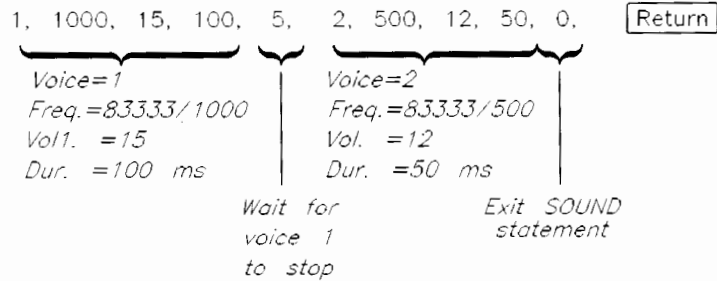 1, 1000, 15, 100, 5, 2, 500, 12, 50, 0, Return
Voice=1
Freq.=83333/1000
Vol1. =15
Dur. =100 ms
Wait for
voice 1
to stop
Voice=2
Freq.=83333/500
Vol. =12
Dur. =50 ms
Exit SOUND
statement